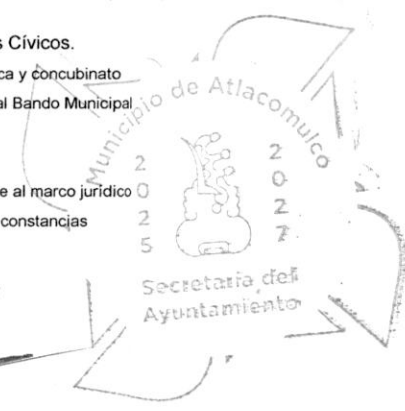 s Cívicos.
ca y concubinato
al Bando Municipal
e al marco jurídico
constancias
Municipio de Atlacomulco
2025
2027
Secretaría del
Ayuntamiento